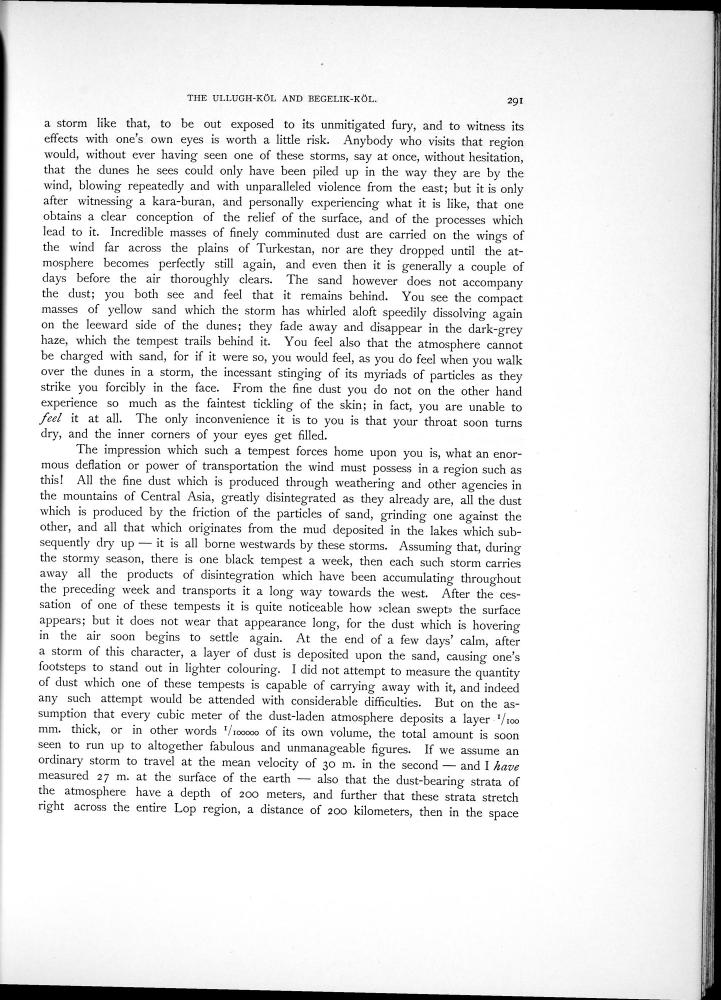 THE ULLUGH-KÖL AND BEGELIK-KÖL. 291
a storm like that, to be out exposed to its unmitigated fury, and to witness its
effects with one's own eyes is worth a little risk. Anybody who visits that region
would, without ever having seen one of these storms, say at once, without hesitation,
that the dunes he sees could only have been piled up in the way they are by the
wind, blowing repeatedly and with unparalleled violence from the east; but it is only
after witnessing a kara-buran, and personally experiencing what it is like, that one
obtains a clear conception of the relief of the surface, and of the processes which
lead to it. Incredible masses of finely comminuted dust are carried on the wings of
the wind far across the plains of Turkestan, nor are they dropped until the at-
mosphere becomes perfectly still again, and even then it is generally a couple of
days before the air thoroughly clears. The sand however does not accompany
the dust; you both see and feel that it remains behind. You see the compact
masses of yellow sand which the storm has whirled aloft speedily dissolving again
on the leeward side of the dunes; they fade away and disappear in the dark-grey
haze, which the tempest trails behind it. You feel also that the atmosphere cannot
be charged with sand, for if it were so, you would feel, as you do feel when you walk
over the dunes in a storm, the incessant stinging of its myriads of particles as they
strike you forcibly in the face. From the fine dust you do not on the other hand
experience so much as the faintest tickling of the skin; in fact, you are unable to
feel it at all. The only inconvenience it is to you is that your throat soon turns
dry, and the inner corners of your eyes get filled.
The impression which such a tempest forces home upon you is, what an enor-
mous deflation or power of transportation the wind must possess in a region such as
this! All the fine dust which is produced through weathering and other agencies in
the mountains of Central Asia, greatly disintegrated as they already are, all the dust
which is produced by the friction of the particles of sand, grinding one against the
other, and all that which originates from the mud deposited in the lakes which sub-
sequently dry up — it is all borne westwards by these storms. Assuming that, during
the stormy season, there is one black tempest a week, then each such storm carries
away all the products of disintegration which have been accumulating throughout
the preceding week and transports it a long way towards the west. After the ces-
sation of one of these tempests it is quite noticeable how »clean swept» the surface
appears; but it does not wear that appearance long, for the dust which is hovering
in the air soon begins to settle again. At the end of a few days' calm, after
a storm of this character, a layer of dust is deposited upon the sand, causing one's
footsteps to stand out in lighter colouring. I did not attempt to measure the quantity
of dust which one of these tempests is capable of carrying away with it, and indeed
any such attempt would be attended with considerable difficulties. But on the as-
sumption that every cubic meter of the dust-laden atmosphere deposits a layer 1/100
mm. thick, or in other words 1/100000 of its own volume, the total amount is soon
seen to run up to altogether fabulous and unmanageable figures. If we assume an
ordinary storm to travel at the mean velocity of 30 m. in the second — and I have
measured 27 m. at the surface of the earth — also that the dust-bearing strata of
the atmosphere have a depth of 200 meters, and further that these strata stretch
right across the entire Lop region, a distance of 200 kilometers, then in the space